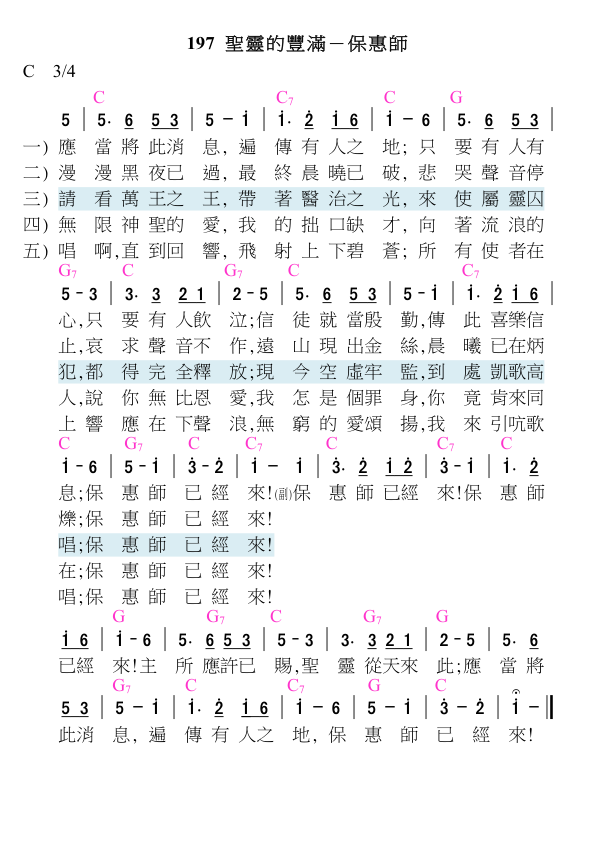 197 聖靈的豐滿－保惠師
C 3/4
C C7 C G
5 | 5· 6 5 3 | 5 − i | i· 2 i 6 | i − 6 | 5· 6 5 3 |
一) 應 當 將 此消 息, 遍 傳 有 人之 地; 只 要 有 人有
二) 漫 漫 黑 夜已 過, 最 終 晨 曉已 破, 悲 哭 聲 音停
三) 請 看 萬 王之 王, 帶 著 醫 治之 光, 來 使 屬 靈囚
四) 無 限 神 聖的 愛, 我 的 拙 口缺 才, 向 著 流 浪的
五) 唱 啊,直 到回 響, 飛 射 上 下碧 蒼; 所 有 使 者在
G7 C G7 C C7
5 − 3 | 3· 3 2 1 | 2 − 5 | 5· 6 5 3 | 5 − i | i· 2 i 6 |
心,只 要 有 人飲 泣;信 徒 就 當殷 勤,傳 此 喜樂信
止,哀 求 聲 音不 作,遠 山 現 出金 絲,晨 曦 已在炳
犯,都 得 完 全釋 放;現 今 空 虛牢 監,到 處 凱歌高
人,說 你 無 比恩 愛,我 怎 是 個罪 身,你 竟 肯來同
上 響 應 在 下聲 浪,無 窮 的 愛頌 揚,我 來 引吭歌
C G7 C C7 C C7 C
i − 6 | 5 − i | 3 − 2 | i − i | 3· 2 i 2 | 3 − i | i· 2
息;保 惠 師 已 經 來!(副)保 惠 師 已經 來!保 惠 師
爍;保 惠 師 已 經 來!
唱;保 惠 師 已 經 來!
在;保 惠 師 已 經 來!
唱;保 惠 師 已 經 來!
G G7 C G7 G
i 6 | i − 6 | 5· 6 5 3 | 5 − 3 | 3· 3 2 1 | 2 − 5 | 5· 6
已經 來!主 所 應許已 賜,聖 靈 從天來 此;應 當 將
G7 C C7 G C
5 3 | 5 − i | i· 2 i 6 | i − 6 | 5 − i | 3 − 2 | i −
此消 息, 遍 傳 有 人之 地, 保 惠 師 已 經 來!